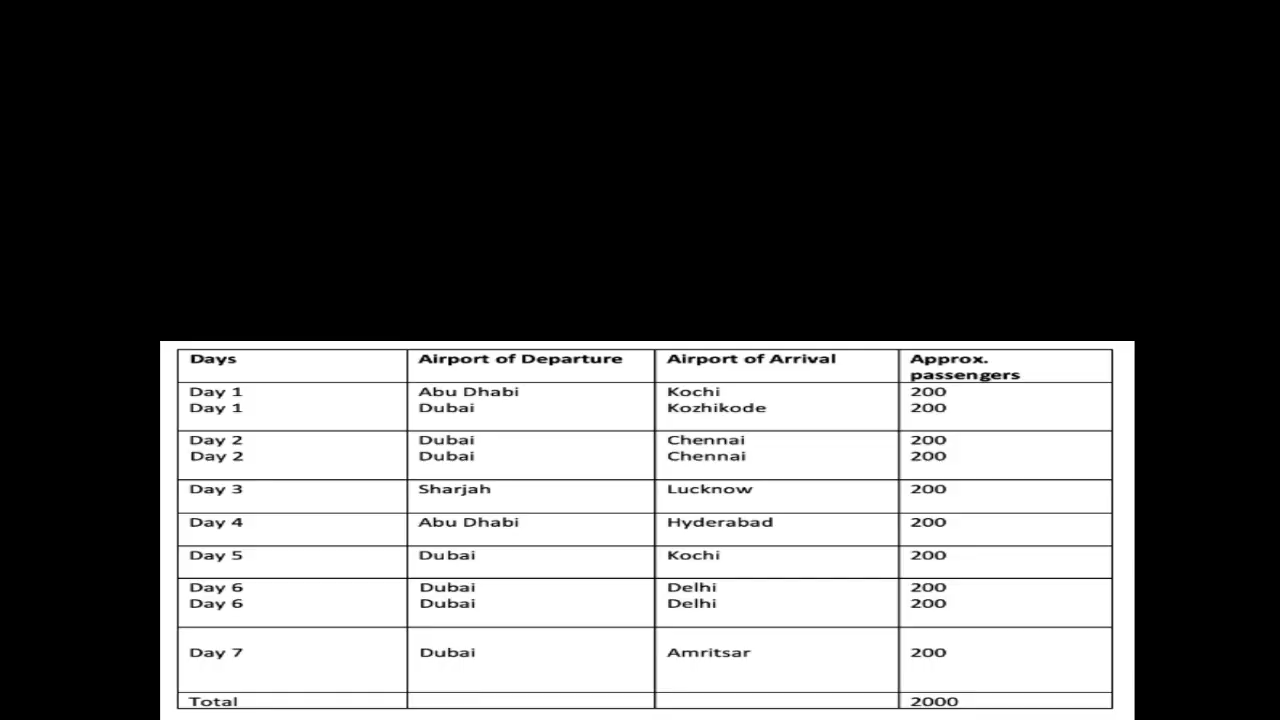 Days Airport of Departure Airport of Arrival Approx. passengers
Day 1 Abu Dhabi Kochi 200
Day 1 Dubai Kozhikode 200
Day 2 Dubai Chennai 200
Day 2 Dubai Chennai 200
Day 3 Sharjah Lucknow 200
Day 4 Abu Dhabi Hyderabad 200
Day 5 Dubai Kochi 200
Day 6 Dubai Delhi 200
Day 6 Dubai Delhi 200
Day 7 Dubai Amritsar 200
Total 2000